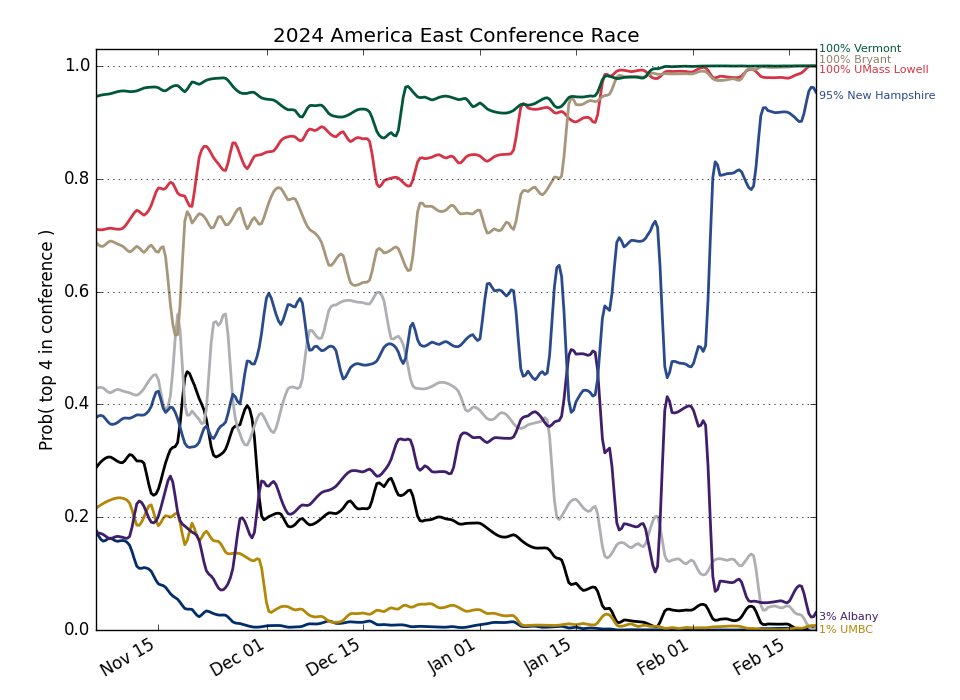 2024 America East Conference Race
Prob( top 4 in conference )
1.0
0.8
0.6
0.4
0.2
0.0
Nov 15
Dec 01
Dec 15
Jan 01
Jan 15
Feb 01
Feb 15
100% Vermont
100% Bryant
100% UMass Lowell
95% New Hampshire
3% Albany
1% UMBC